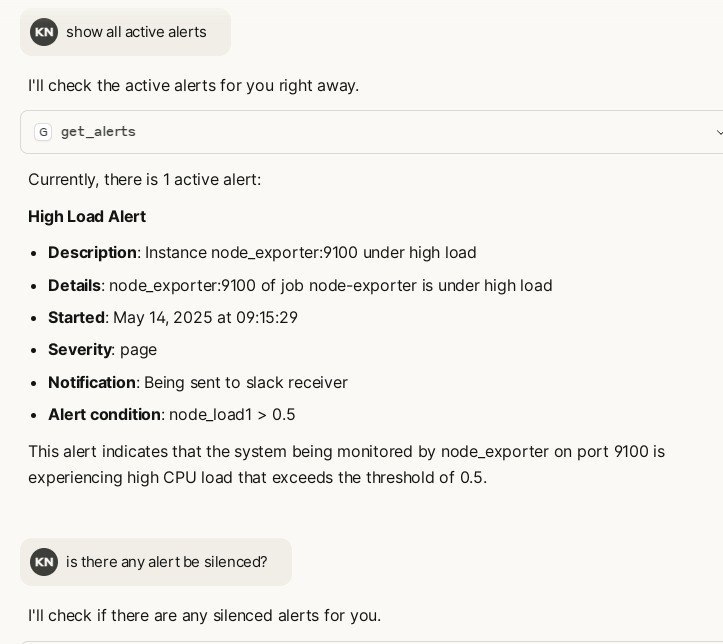 KN show all active alerts
I'll check the active alerts for you right away.
G get_alerts
Currently, there is 1 active alert:
High Load Alert
• Description: Instance node_exporter:9100 under high load
• Details: node_exporter:9100 of job node-exporter is under high load
• Started: May 14, 2025 at 09:15:29
• Severity: page
• Notification: Being sent to slack receiver
• Alert condition: node_load1 > 0.5
This alert indicates that the system being monitored by node_exporter on port 9100 is
experiencing high CPU load that exceeds the threshold of 0.5.
KN is there any alert be silenced?
I'll check if there are any silenced alerts for you.